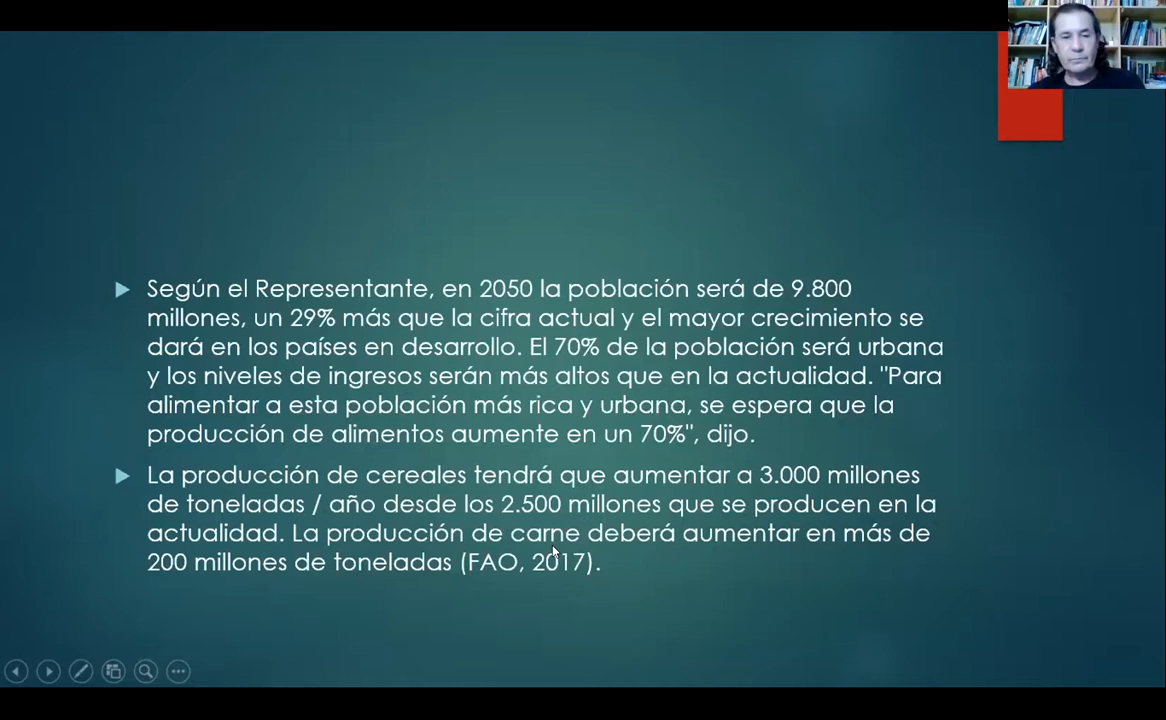 Según el Representante, en 2050 la población será de 9.800
millones, un 29% más que la cifra actual y el mayor crecimiento se
dará en los países en desarrollo. El 70% de la población será urbana
y los niveles de ingresos serán más altos que en la actualidad. "Para
alimentar a esta población más rica y urbana, se espera que la
producción de alimentos aumente en un 70%", dijo.
La producción de cereales tendrá que aumentar a 3.000 millones
de toneladas / año desde los 2.500 millones que se producen en la
actualidad. La producción de carne deberá aumentar en más de
200 millones de toneladas (FAO, 2017).